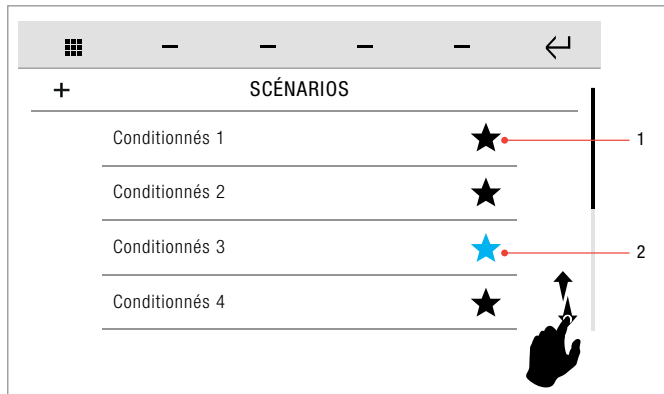 + SCÉNARIOS
Conditionnés 1
1
Conditionnés 2
Conditionnés 3
2
Conditionnés 4